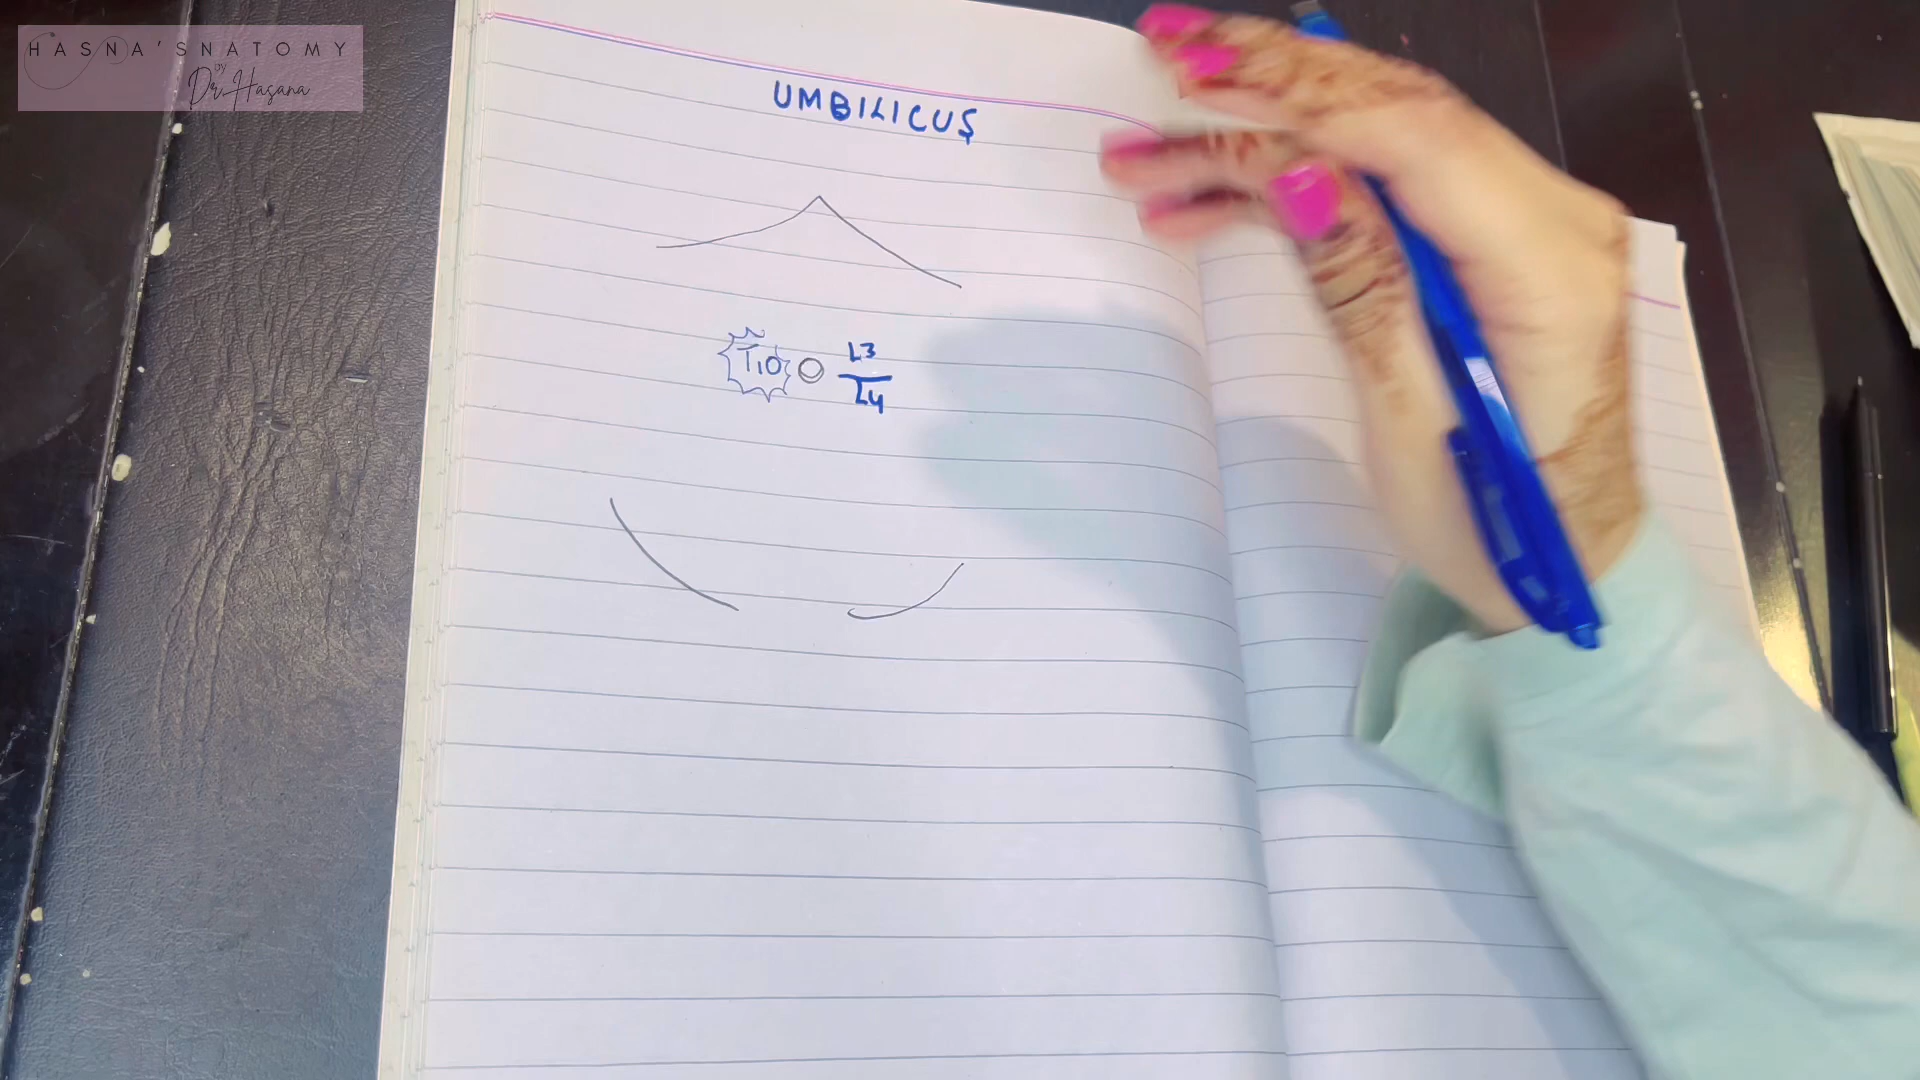 HASNA'SNATOMY
BY
Dr.Hasana
UMBILICUS
T10
L3
L4